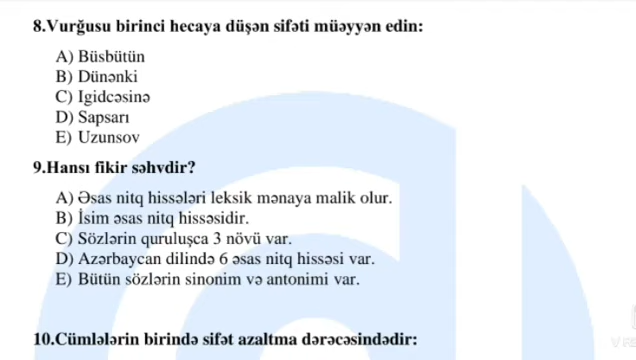 8.Vurğusu birinci hecaya düşən sifəti müəyyən edin:
A) Büsbütün
B) Dünənki
C) Igidcəsinə
D) Sapsarı
E) Uzunsov
9.Hansı fikir səhvdir?
A) Əsas nitq hissələri leksik mənaya malik olur.
B) İsim əsas nitq hissəsidir.
C) Sözlərin quruluşca 3 növü var.
D) Azərbaycan dilində 6 əsas nitq hissəsi var.
E) Bütün sözlərin sinonim və antonimi var.
10.Cümlələrin birində sifət azaltma dərəcəsindədir: